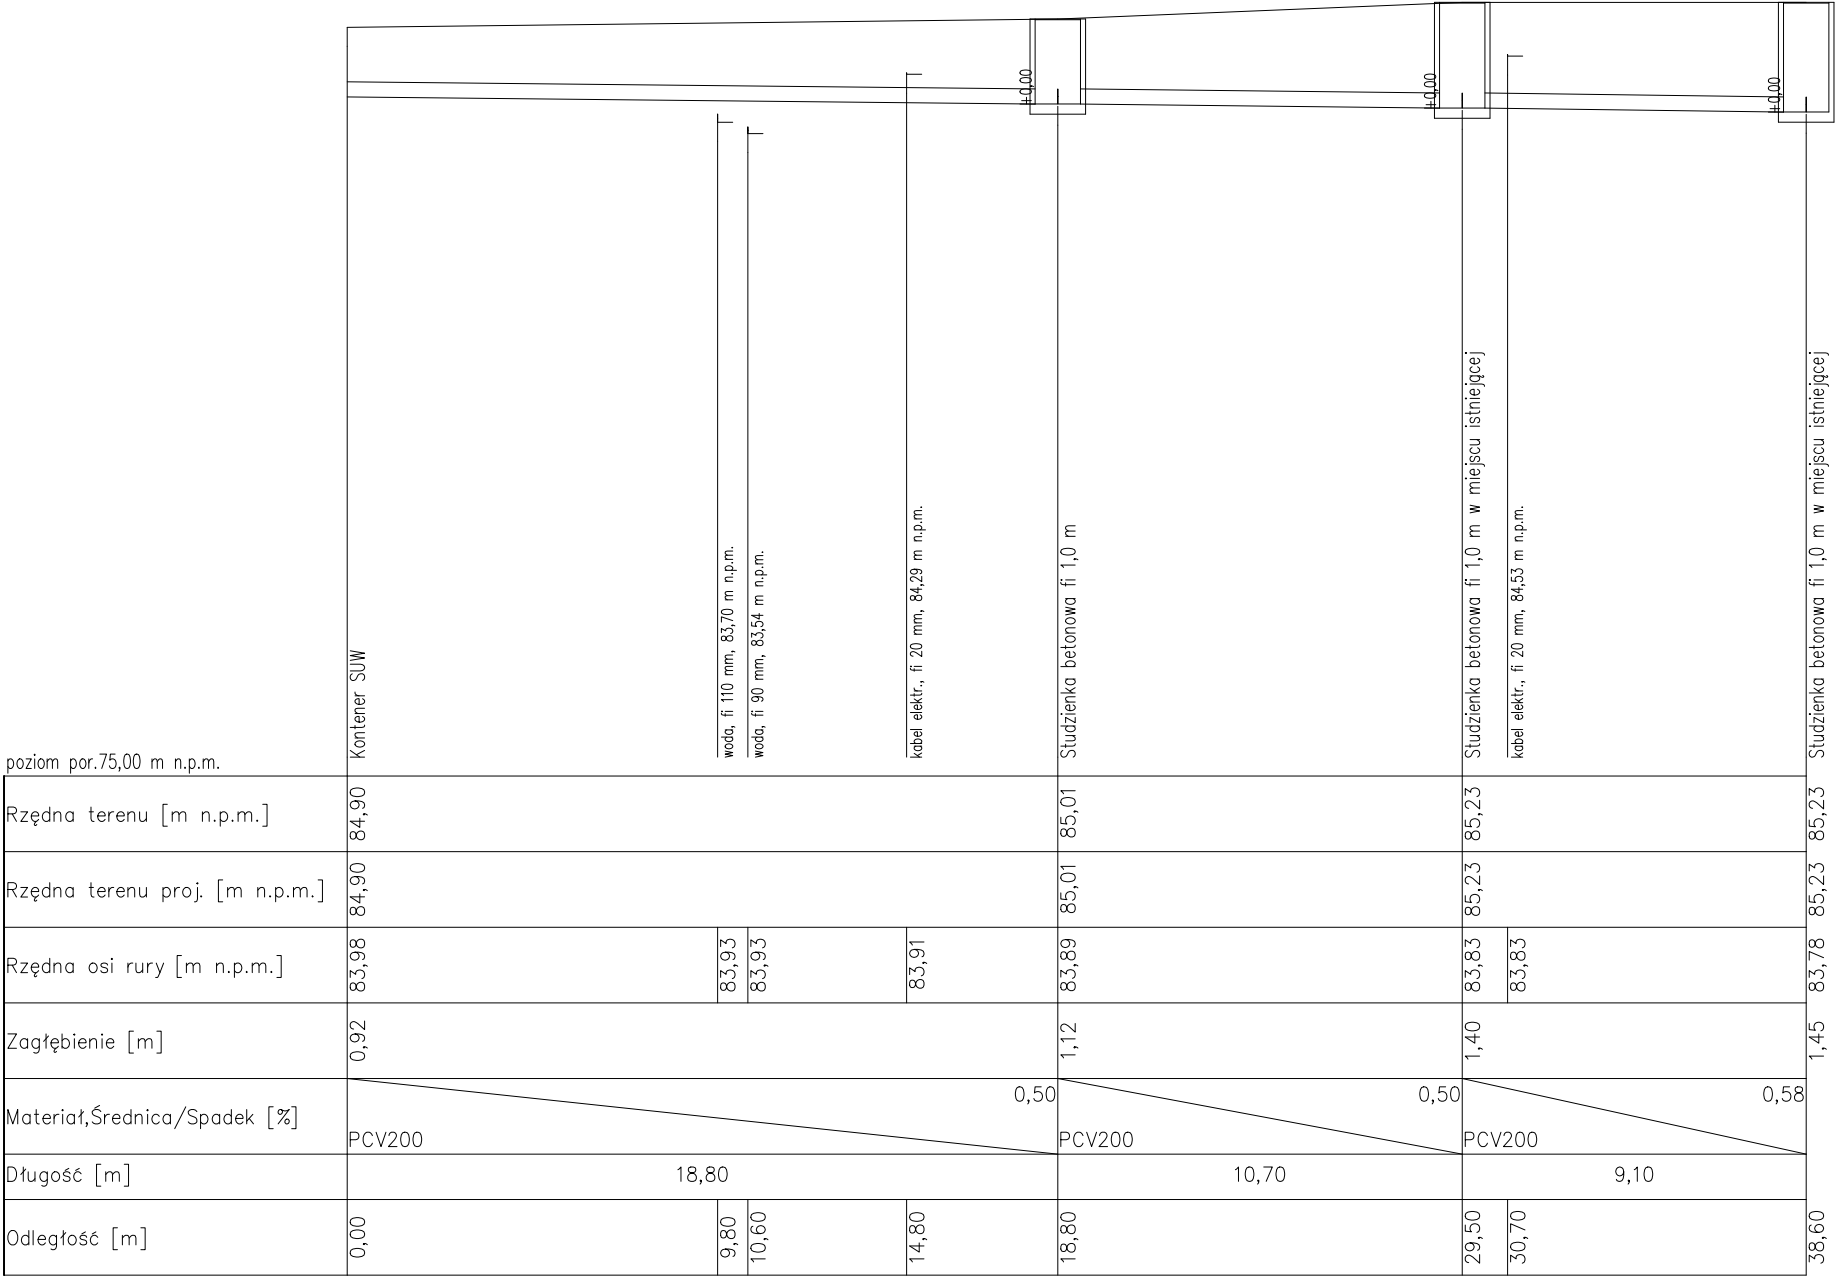 ±0,00
±0,00
±0,00
Kontener SUW
woda, fi 110 mm, 83,70 m n.p.m.
woda, fi 90 mm, 83,54 m n.p.m.
kabel elektr., fi 20 mm, 84,29 m n.p.m.
Studzienka betonowa fi 1,0 m
Studzienka betonowa fi 1,0 m w miejscu istniejącej
kabel elektr., fi 20 mm, 84,53 m n.p.m.
Studzienka betonowa fi 1,0 m w miejscu istniejącej
poziom por.75,00 m n.p.m.
Rzędna terenu [m n.p.m.] 84,90 85,01 85,23 85,23
Rzędna terenu proj. [m n.p.m.] 84,90 85,01 85,23 85,23
Rzędna osi rury [m n.p.m.] 83,98 83,93 83,93 83,91 83,89 83,83 83,83 83,78
Zagłębienie [m] 0,92 1,12 1,40 1,45
0,50 0,50 0,58
Materiał,Średnica/Spadek [%]
PCV200 PCV200 PCV200
Długość [m] 18,80 10,70 9,10
Odległość [m] 0,00 9,80 10,60 14,80 18,80 29,50 30,70 38,60